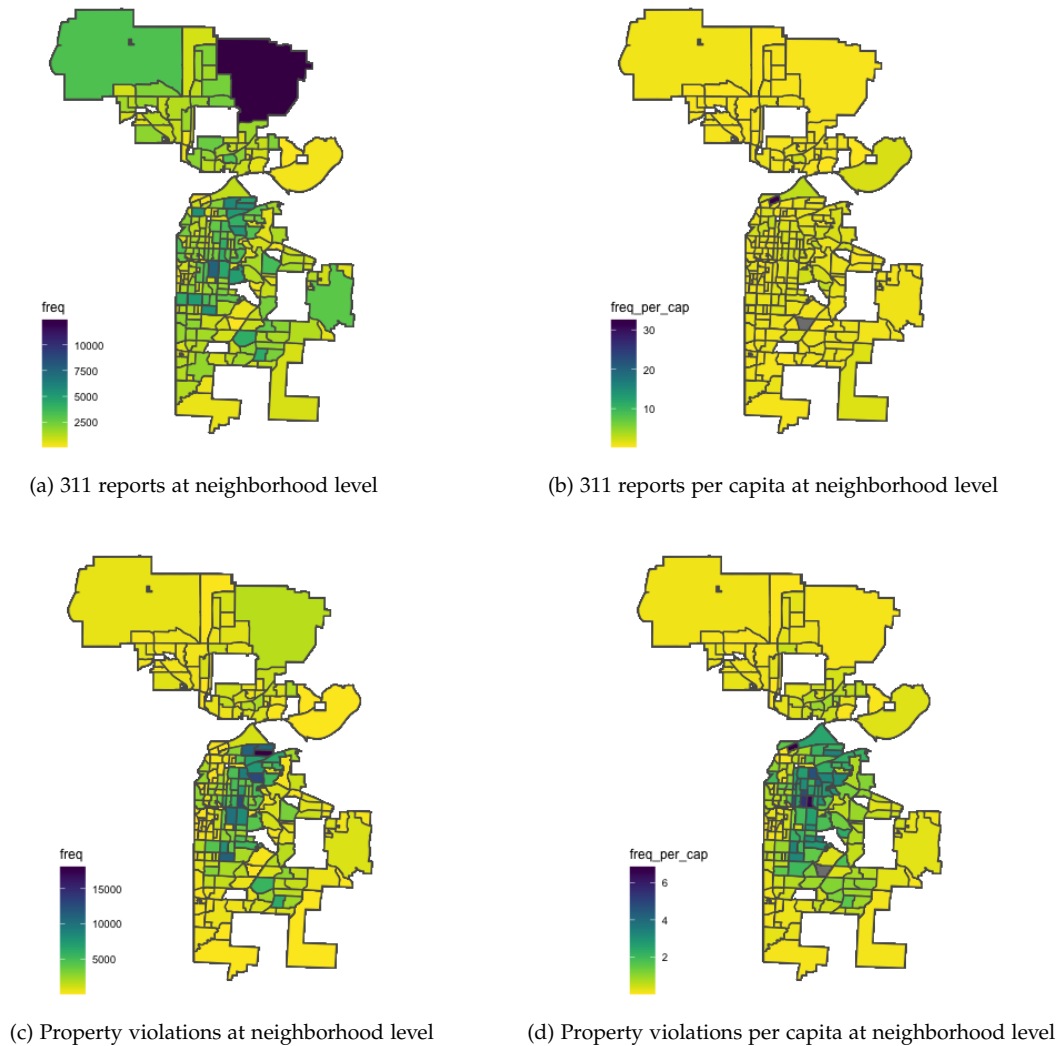 freq
10000
7500
5000
2500
(a) 311 reports at neighborhood level
freq_per_cap
30
20
10
(b) 311 reports per capita at neighborhood level
freq
15000
10000
5000
(c) Property violations at neighborhood level
freq_per_cap
6
4
2
(d) Property violations per capita at neighborhood level